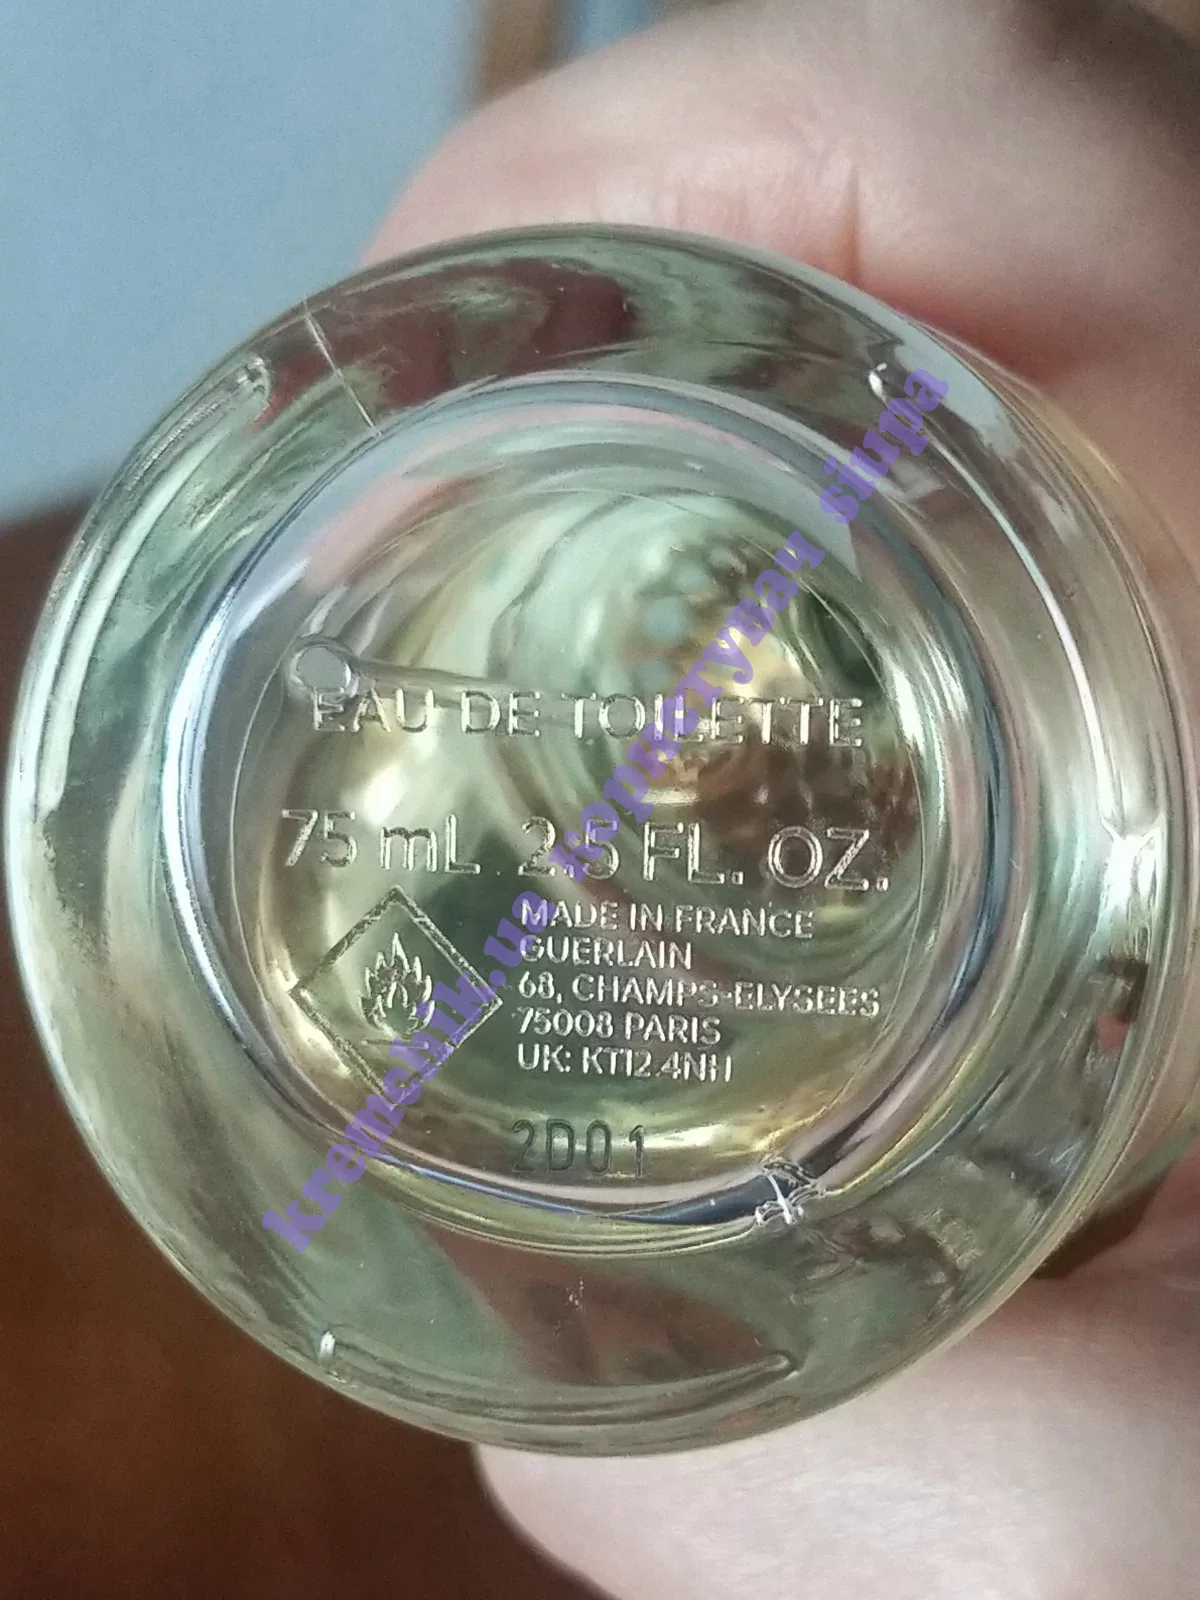 EAU DE TOILETTE
75 mL 2.5 FL. OZ.
MADE IN FRANCE
GUERLAIN
68, CHAMPS-ELYSEES
75008 PARIS
UK: KT12 4NH
2D01
kremchik.ua користувач siupa